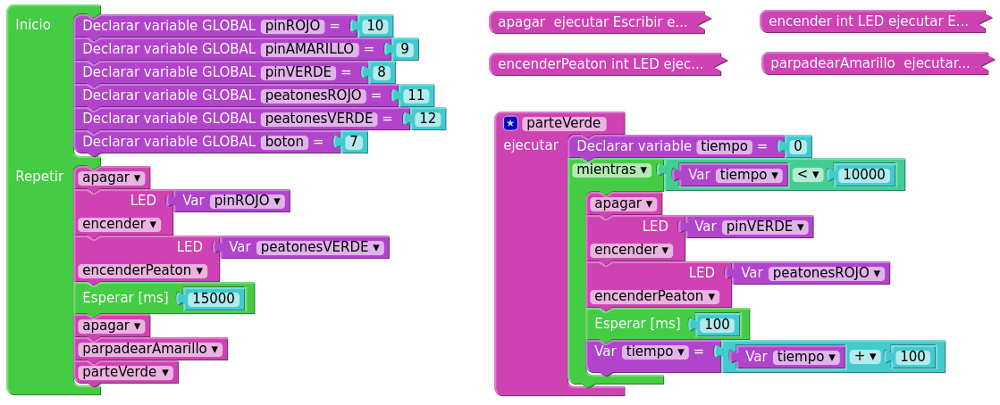 Inicio
Declarar variable GLOBAL pinROJO = 10
Declarar variable GLOBAL pinAMARILLO = 9
Declarar variable GLOBAL pinVERDE = 8
Declarar variable GLOBAL peatonesROJO = 11
Declarar variable GLOBAL peatonesVERDE = 12
Declarar variable GLOBAL boton = 7
Repetir
apagar ▾
LED Var pinROJO ▾
encender ▾
LED Var peatonesVERDE ▾
encenderPeaton ▾
Esperar [ms] 15000
apagar ▾
parpadearAmarillo ▾
parteVerde ▾
apagar ejecutar Escribir e...
encender int LED ejecutar E...
encenderPeaton int LED ejec...
parpadearAmarillo ejecutar...
parteVerde
ejecutar Declarar variable tiempo = 0
mientras ▾ Var tiempo ▾ < ▾ 10000
apagar ▾
LED Var pinVERDE ▾
encender ▾
LED Var peatonesROJO ▾
encenderPeaton ▾
Esperar [ms] 100
Var tiempo ▾ = Var tiempo ▾ + ▾ 100